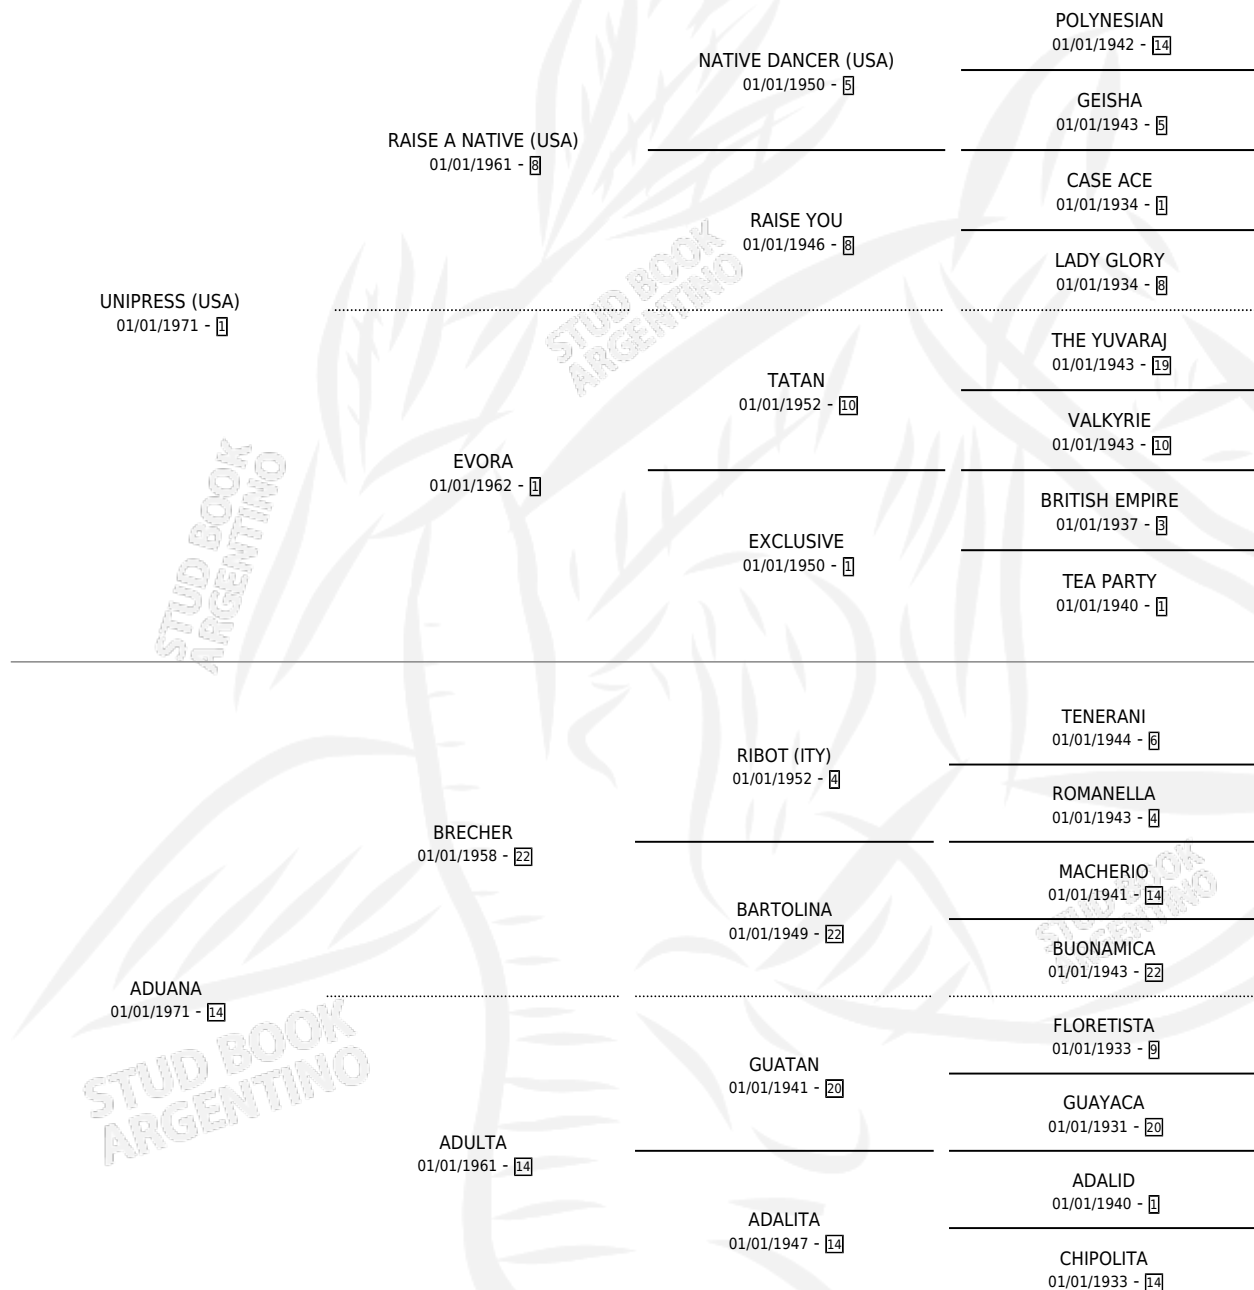 POLYNESIAN
01/01/1942 - 14
NATIVE DANCER (USA)
01/01/1950 - 5
GEISHA
01/01/1943 - 5
RAISE A NATIVE (USA)
01/01/1961 - 8
CASE ACE
01/01/1934 - 1
RAISE YOU
01/01/1946 - 8
LADY GLORY
01/01/1934 - 8
UNIPRESS (USA)
01/01/1971 - 1
STUD BOOK
ARGENTINO
THE YUVARAJ
01/01/1943 - 19
TATAN
01/01/1952 - 10
VALKYRIE
01/01/1943 - 10
EVORA
01/01/1962 - 1
BRITISH EMPIRE
01/01/1937 - 3
EXCLUSIVE
01/01/1950 - 1
TEA PARTY
01/01/1940 - 1
STUD BOOK
ARGENTINO
TENERANI
01/01/1944 - 6
RIBOT (ITY)
01/01/1952 - 4
ROMANELLA
01/01/1943 - 4
BRECHER
01/01/1958 - 22
MACHERIO
01/01/1941 - 14
BARTOLINA
01/01/1949 - 22
STUD BOOK
ARGENTINO
BUONAMICA
01/01/1943 - 22
ADUANA
01/01/1971 - 14
STUD BOOK
ARGENTINO
FLORETISTA
01/01/1933 - 9
GUATAN
01/01/1941 - 20
GUAYACA
01/01/1931 - 20
ADULTA
01/01/1961 - 14
ADALID
01/01/1940 - 1
ADALITA
01/01/1947 - 14
CHIPOLITA
01/01/1933 - 14